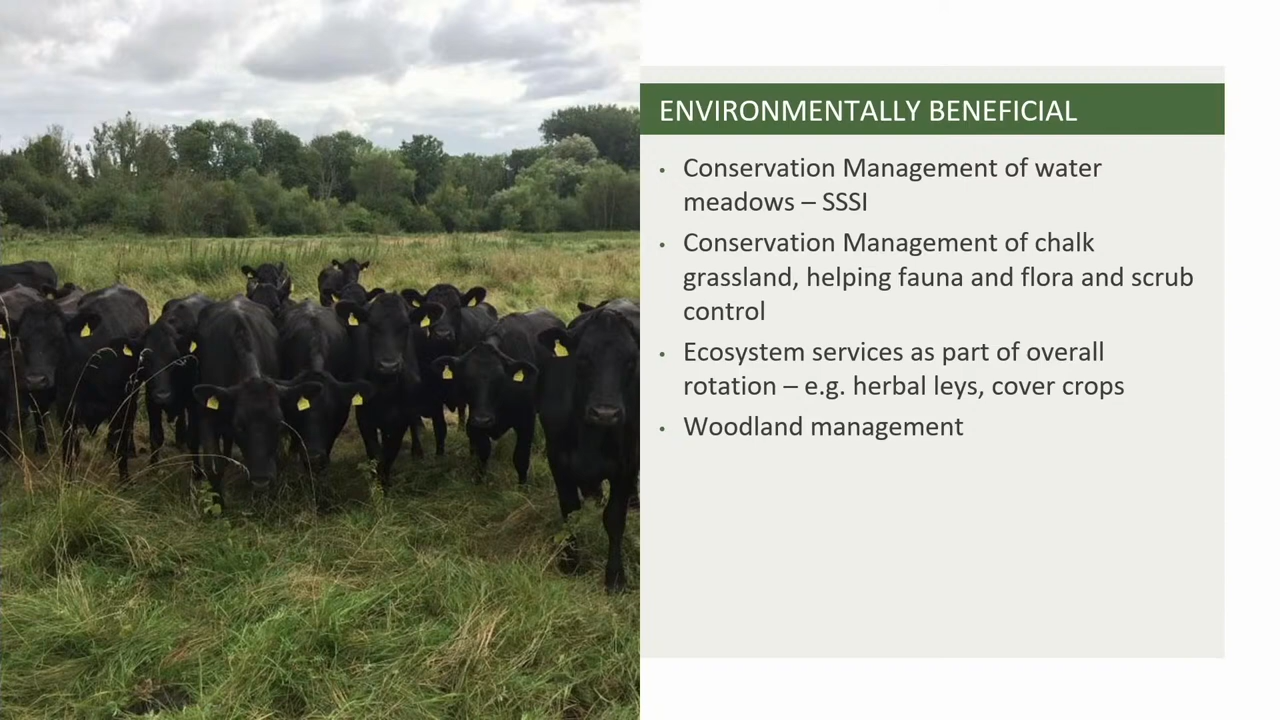 ENVIRONMENTALLY BENEFICIAL
• Conservation Management of water
meadows – SSSI
• Conservation Management of chalk
grassland, helping fauna and flora and scrub
control
• Ecosystem services as part of overall
rotation – e.g. herbal leys, cover crops
• Woodland management